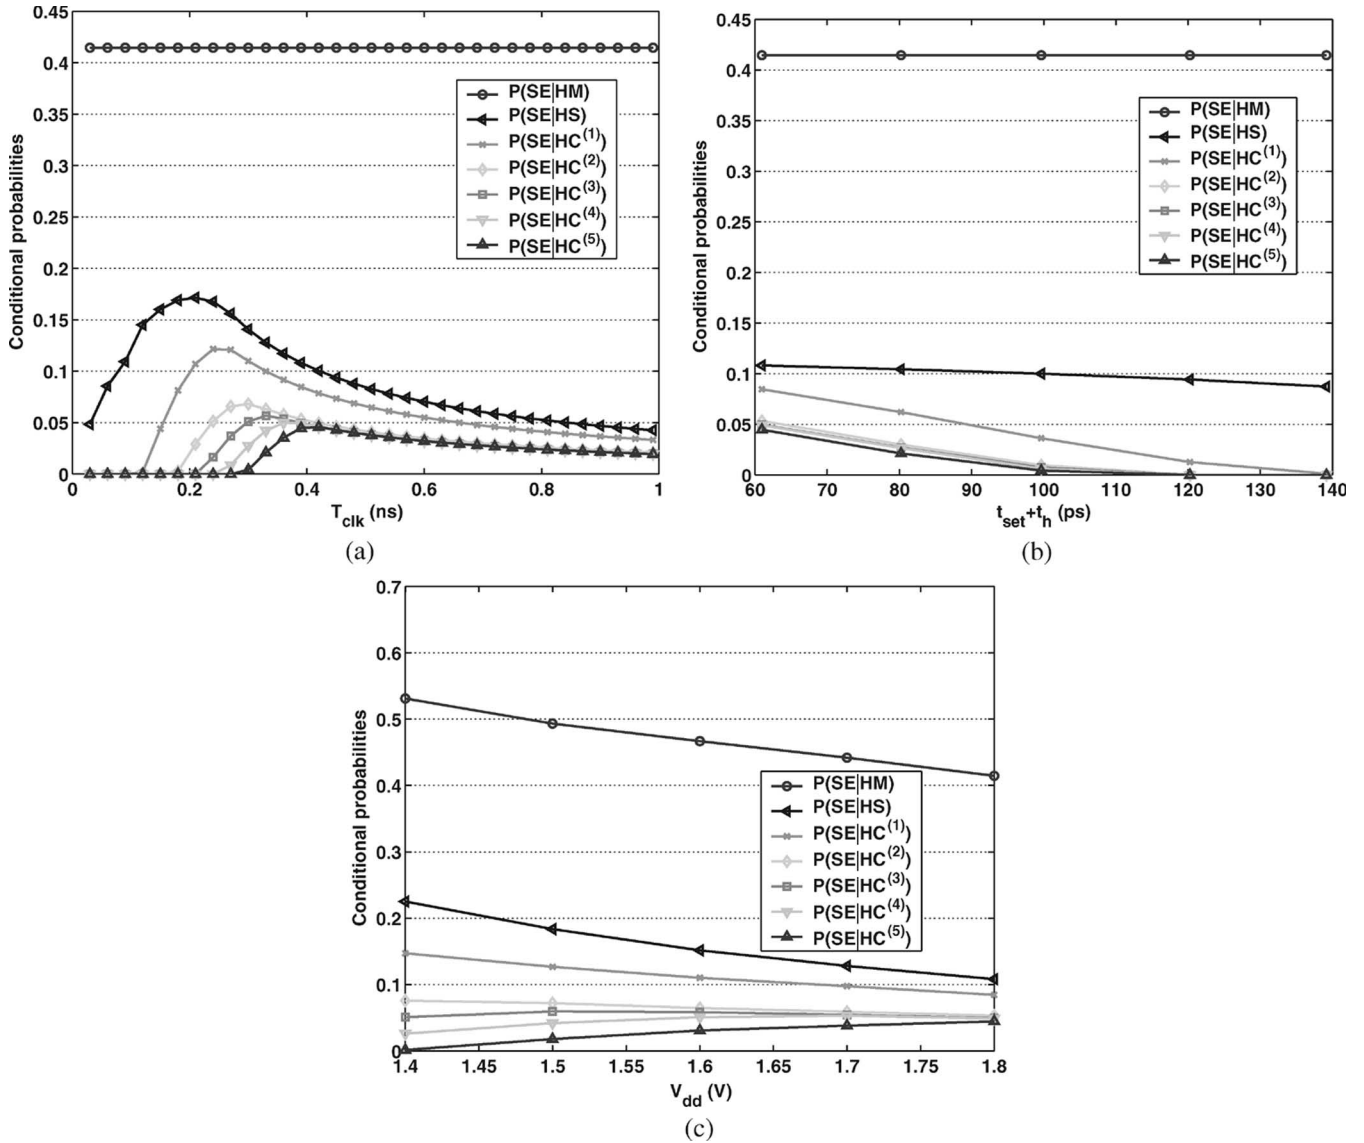 0.45
0.4
0.35
0.3
0.25
0.2
0.15
0.1
0.05
0
Conditional probabilities
P(SE|HM)
P(SE|HS)
P(SE|HC(1))
P(SE|HC(2))
P(SE|HC(3))
P(SE|HC(4))
P(SE|HC(5))
0 0.2 0.4 0.6 0.8 1
Tclk (ns)
(a)
0.45
0.4
0.35
0.3
0.25
0.2
0.15
0.1
0.05
0
Conditional probabilities
P(SE|HM)
P(SE|HS)
P(SE|HC(1))
P(SE|HC(2))
P(SE|HC(3))
P(SE|HC(4))
P(SE|HC(5))
60 70 80 90 100 110 120 130 140
tset+th (ps)
(b)
0.7
0.6
0.5
0.4
0.3
0.2
0.1
0
Conditional probabilities
P(SE|HM)
P(SE|HS)
P(SE|HC(1))
P(SE|HC(2))
P(SE|HC(3))
P(SE|HC(4))
P(SE|HC(5))
1.4 1.45 1.5 1.55 1.6 1.65 1.7 1.75 1.8
Vdd (V)
(c)